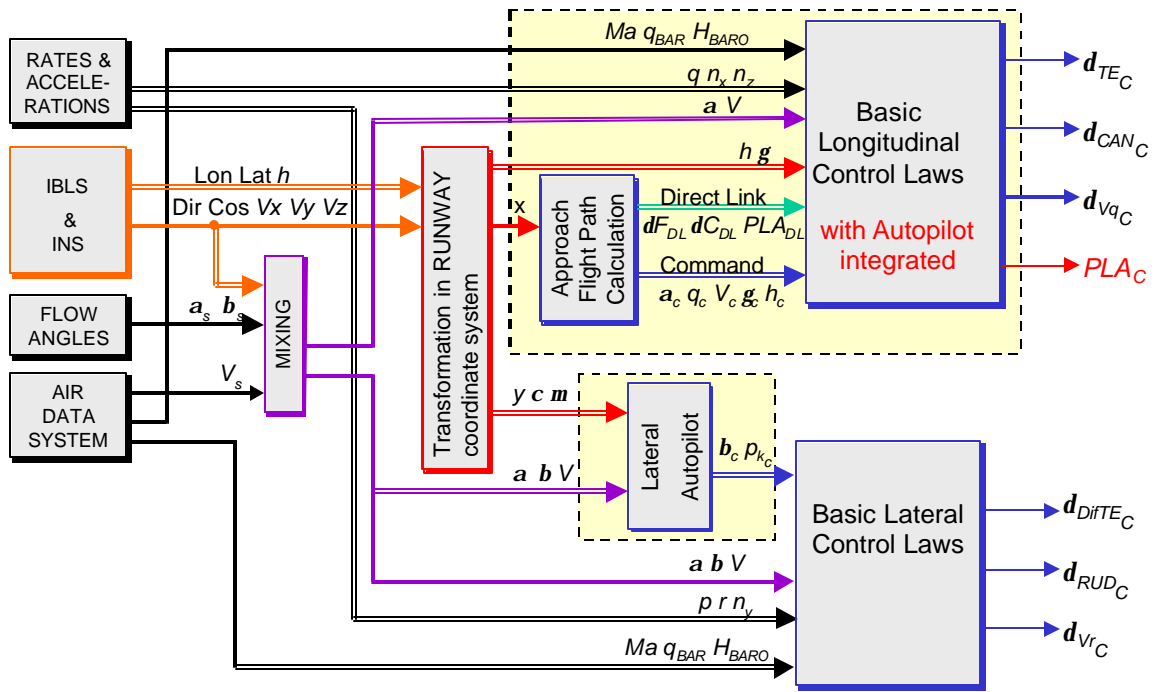 RATES &
ACCELE-
RATIONS
IBLS
&
INS
FLOW
ANGLES
AIR
DATA
SYSTEM
Lon Lat h
Dir Cos Vx Vy Vz
a_s b_s
V_s
MIXING
Transformation in RUNWAY
coordinate system
Ma q_BAR H_BARO
q n_x n_z
a V
h g
x
Approach
Flight Path
Calculation
Direct Link
dF_DL dC_DL PLA_DL
Command
a_c q_c V_c g_c h_c
Basic
Longitudinal
Control Laws
with Autopilot
integrated
d_TE_C
d_CAN_C
d_Vq_C
PLA_C
y c m
a b V
Lateral
Autopilot
b_c p_k_c
a b V
p r n_y
Ma q_BAR H_BARO
Basic Lateral
Control Laws
d_DifTE_C
d_RUD_C
d_Vr_C